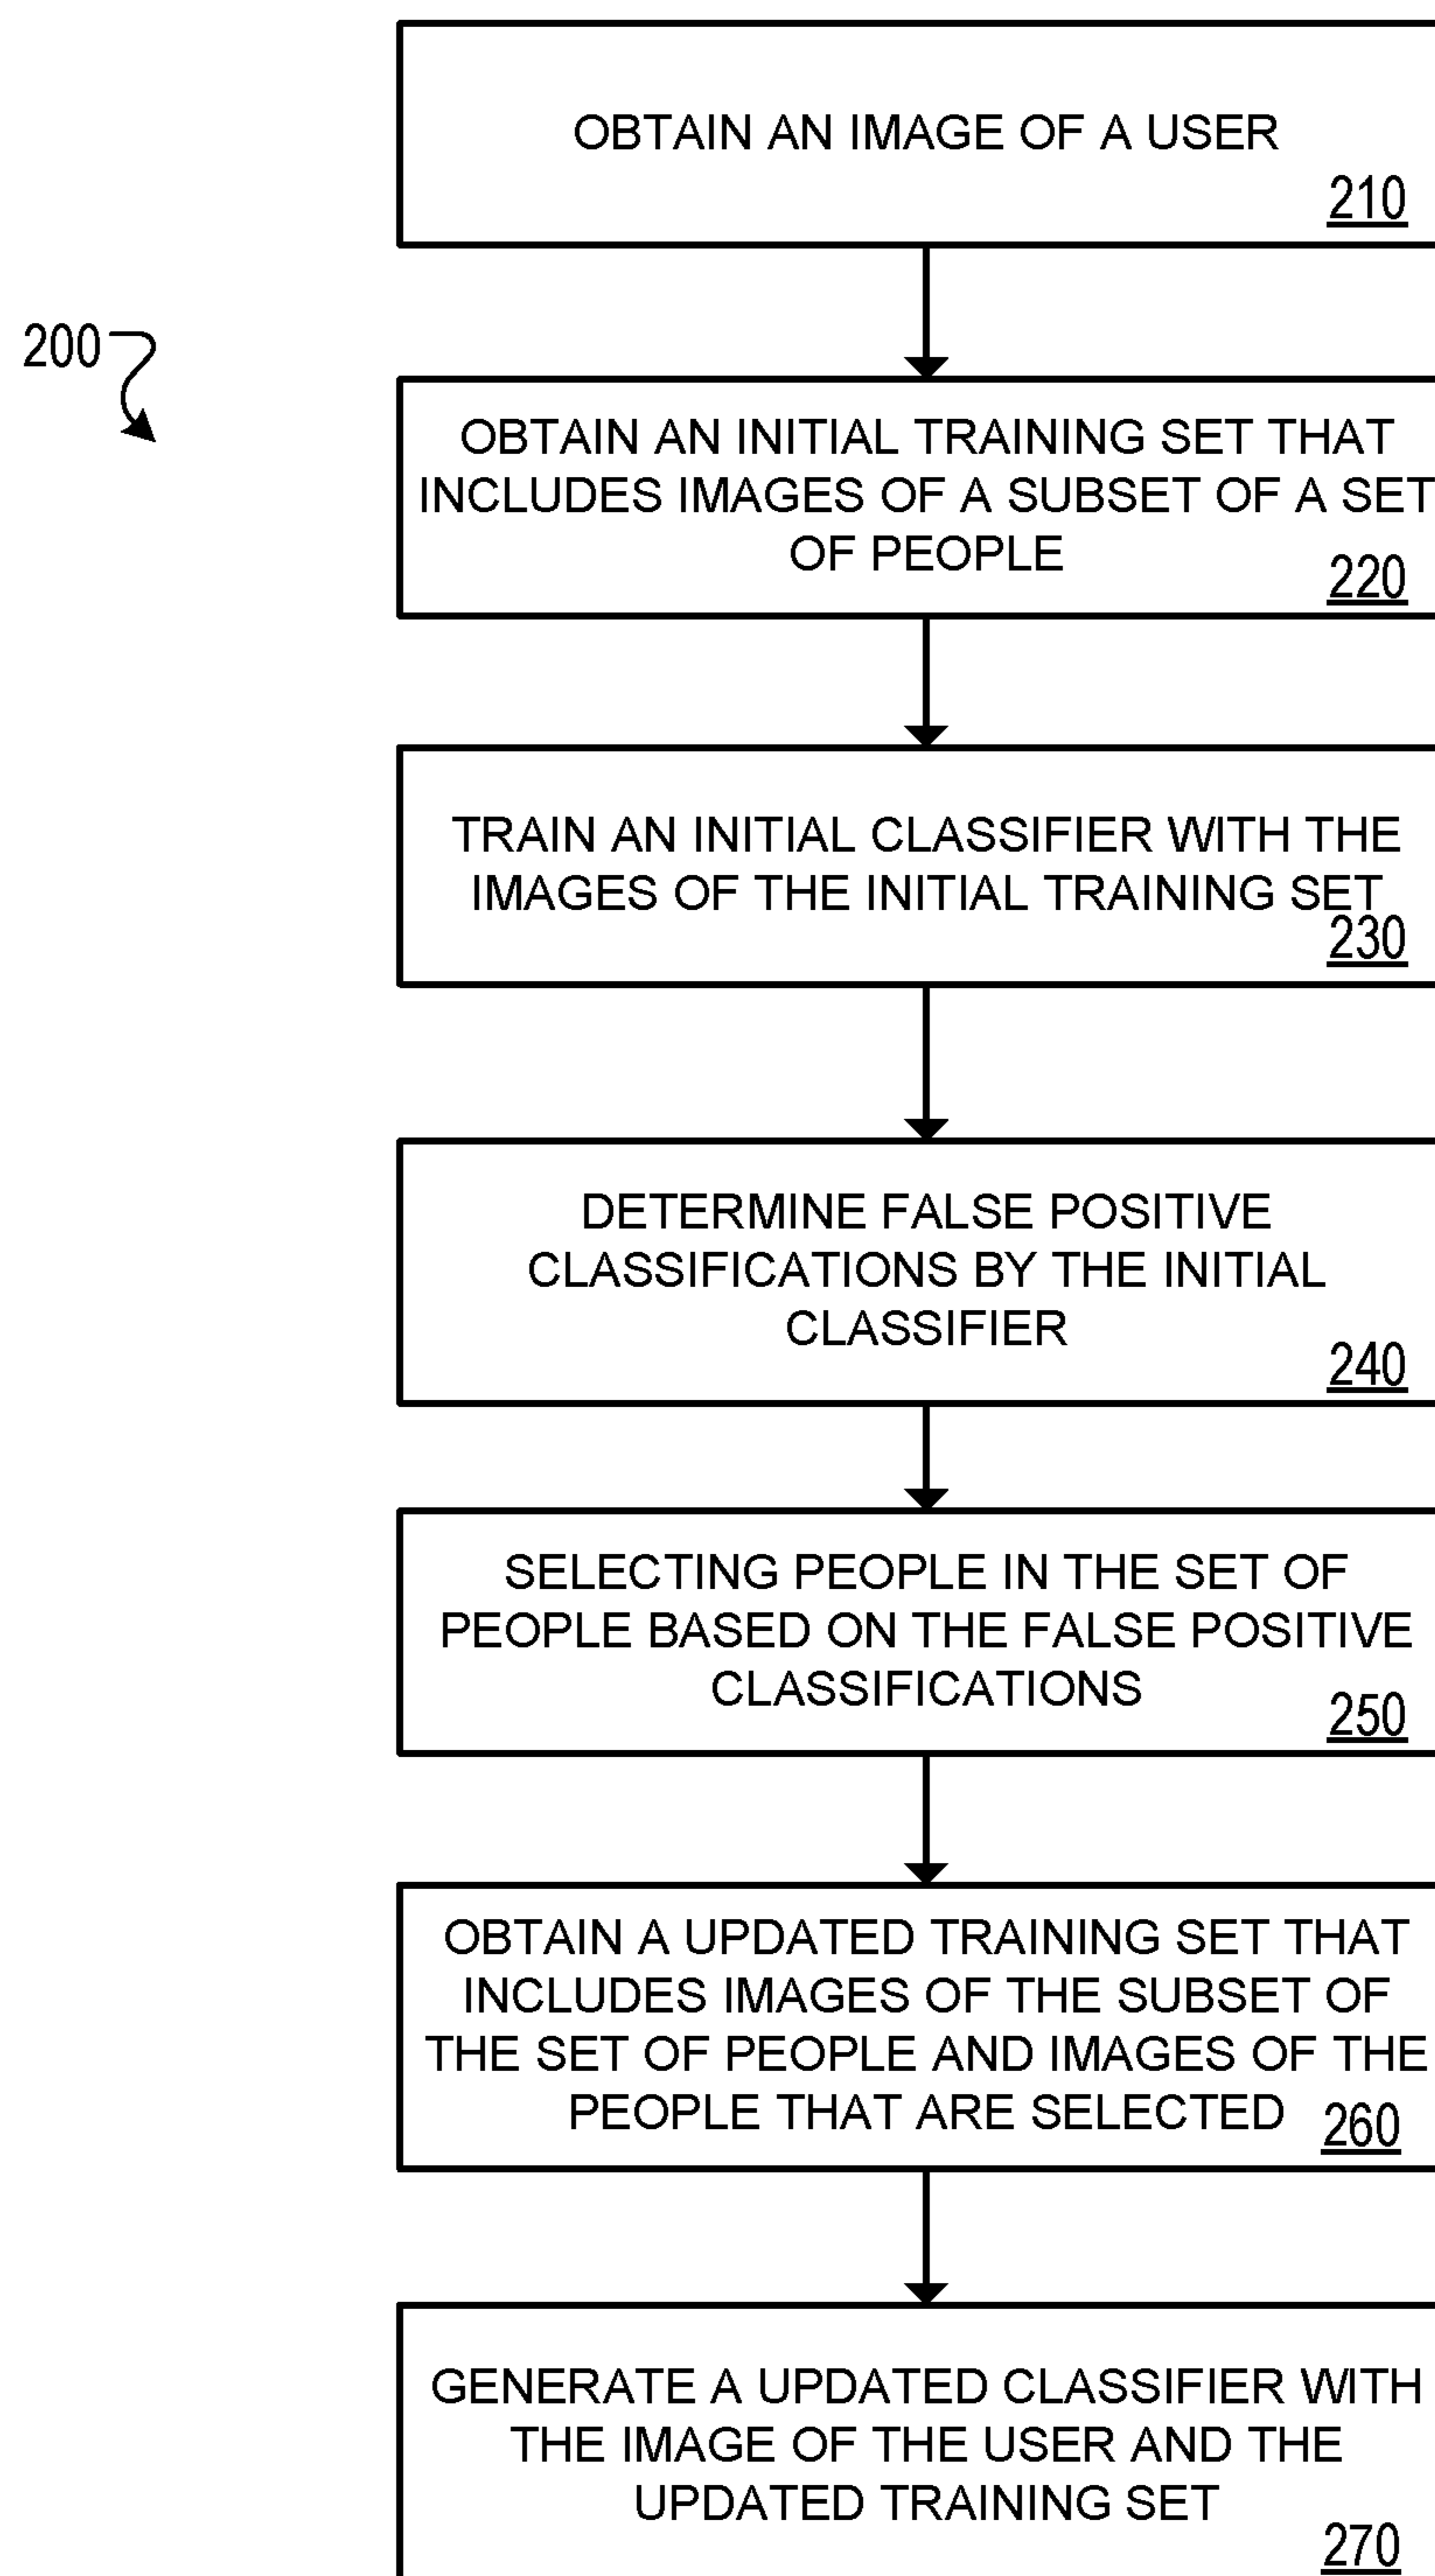 OBTAIN AN IMAGE OF A USER
210
200
OBTAIN AN INITIAL TRAINING SET THAT
INCLUDES IMAGES OF A SUBSET OF A SET
OF PEOPLE
220
TRAIN AN INITIAL CLASSIFIER WITH THE
IMAGES OF THE INITIAL TRAINING SET
230
DETERMINE FALSE POSITIVE
CLASSIFICATIONS BY THE INITIAL
CLASSIFIER
240
SELECTING PEOPLE IN THE SET OF
PEOPLE BASED ON THE FALSE POSITIVE
CLASSIFICATIONS
250
OBTAIN A UPDATED TRAINING SET THAT
INCLUDES IMAGES OF THE SUBSET OF
THE SET OF PEOPLE AND IMAGES OF THE
PEOPLE THAT ARE SELECTED
260
GENERATE A UPDATED CLASSIFIER WITH
THE IMAGE OF THE USER AND THE
UPDATED TRAINING SET
270